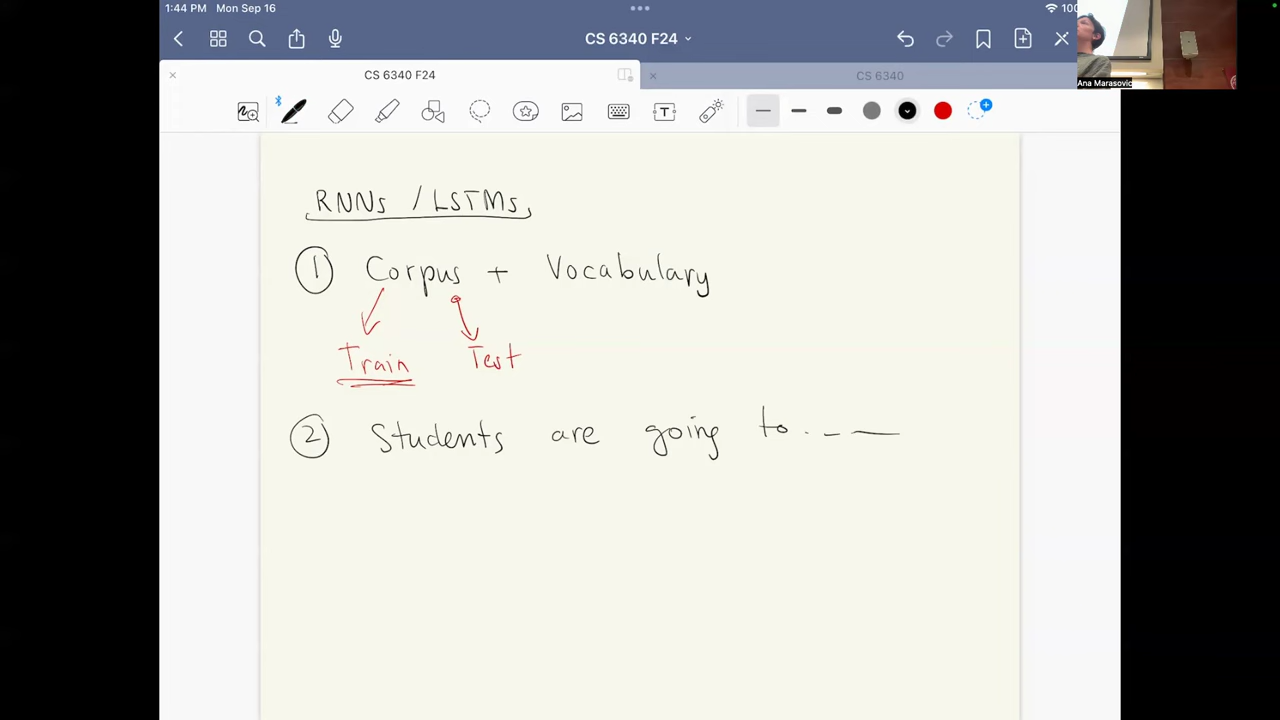 1:44 PM Mon Sep 16
100
CS 6340 F24
CS 6340 F24
CS 6340
Ana Marasovic
RNNs / LSTMs
1 Corpus + Vocabulary
Train Test
2 Students are going to